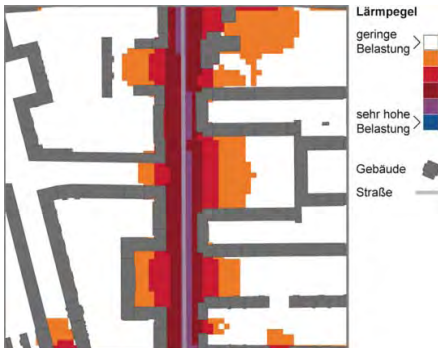 Lärmpegel
geringe
Belastung
sehr hohe
Belastung
Gebäude
Straße